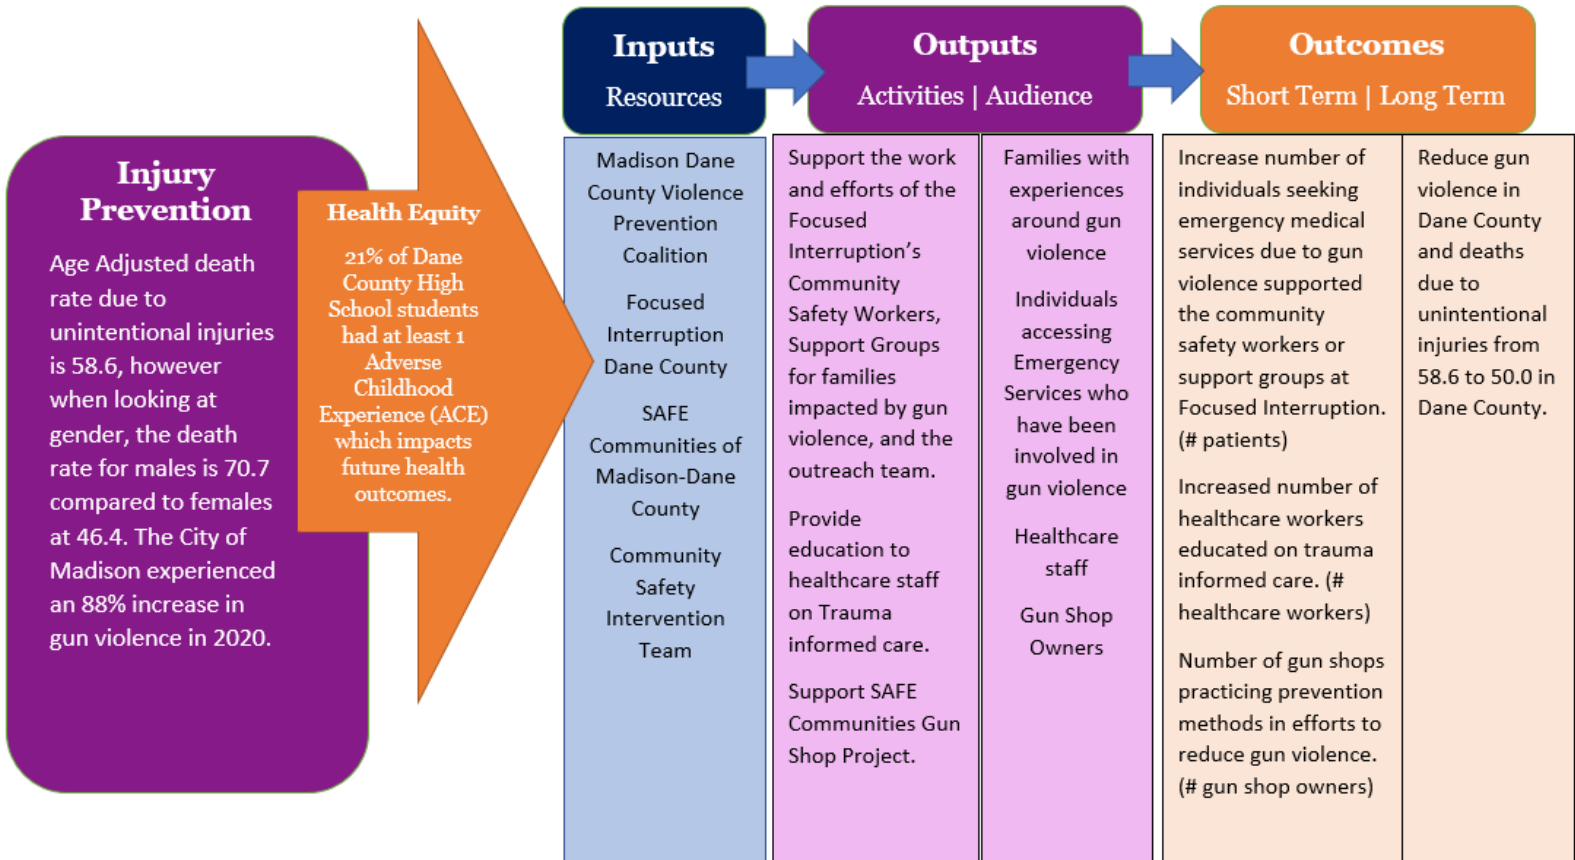 Injury
Prevention
Age Adjusted death
rate due to
unintentional injuries
is 58.6, however
when looking at
gender, the death
rate for males is 70.7
compared to females
at 46.4. The City of
Madison experienced
an 88% increase in
gun violence in 2020.
Health Equity
21% of Dane
County High
School students
had at least 1
Adverse
Childhood
Experience (ACE)
which impacts
future health
outcomes.
Inputs
Resources
Madison Dane
County Violence
Prevention
Coalition
Focused
Interruption
Dane County
SAFE
Communities of
Madison-Dane
County
Community
Safety
Intervention
Team
Outputs
Activities | Audience
Support the work
and efforts of the
Focused
Interruption’s
Community
Safety Workers,
Support Groups
for families
impacted by gun
violence, and the
outreach team.
Provide
education to
healthcare staff
on Trauma
informed care.
Support SAFE
Communities Gun
Shop Project.
Families with
experiences
around gun
violence
Individuals
accessing
Emergency
Services who
have been
involved in
gun violence
Healthcare
staff
Gun Shop
Owners
Outcomes
Short Term | Long Term
Increase number of
individuals seeking
emergency medical
services due to gun
violence supported
the community
safety workers or
support groups at
Focused Interruption.
(# patients)
Increased number of
healthcare workers
educated on trauma
informed care. (#
healthcare workers)
Number of gun shops
practicing prevention
methods in efforts to
reduce gun violence.
(# gun shop owners)
Reduce gun
violence in
Dane County
and deaths
due to
unintentional
injuries from
58.6 to 50.0 in
Dane County.